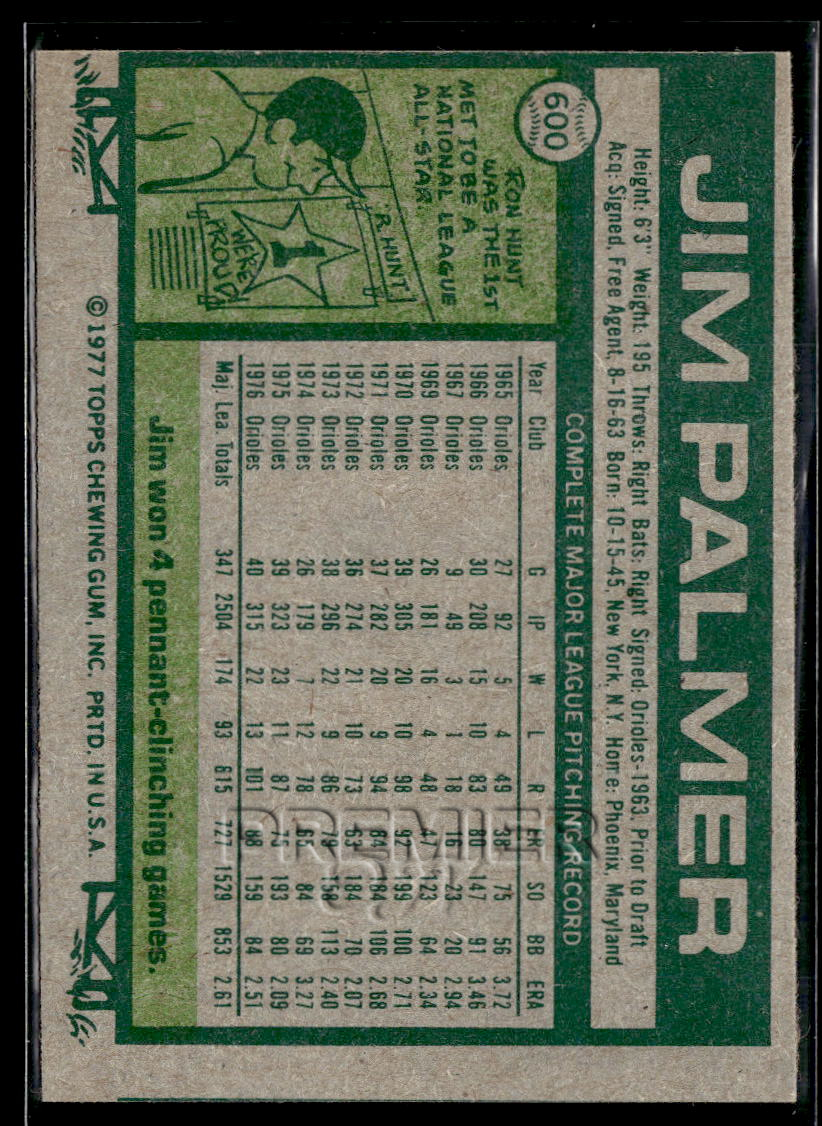 JIM PALMER
600
Height: 6'3" Weight: 195 Throws: Right Bats: Right Signed: Orioles-1963, Prior to Draft
Acq: Signed, Free Agent, 8-16-63 Born: 10-15-45, New York, N.Y. Home: Phoenix, Maryland
COMPLETE MAJOR LEAGUE PITCHING RECORD
RON HUNT
WAS THE 1ST
MET TO BE A
NATIONAL LEAGUE
ALL-STAR.
R. HUNT
1
WE'RE
PROUD
Year Club G IP W L R ER SO BB ERA
1965 Orioles 27 92 5 4 49 38 75 56 3.72
1966 Orioles 30 208 15 10 83 80 147 91 3.46
1967 Orioles 9 49 3 1 18 16 23 20 2.94
1969 Orioles 26 181 16 4 48 47 123 64 2.34
1970 Orioles 39 305 20 10 98 92 199 100 2.71
1971 Orioles 37 282 20 9 94 84 184 106 2.68
1972 Orioles 36 274 21 10 73 63 184 70 2.07
1973 Orioles 38 296 22 9 86 79 158 113 2.40
1974 Orioles 26 179 7 12 78 65 84 69 3.27
1975 Orioles 39 323 23 11 87 75 193 80 2.09
1976 Orioles 40 315 22 13 101 88 159 84 2.51
Maj. Lea. Totals 347 2504 174 93 815 727 1529 853 2.61
Jim won 4 pennant-clinching games.
© 1977 TOPPS CHEWING GUM, INC. PRTD. IN U.S.A.
PREMIER